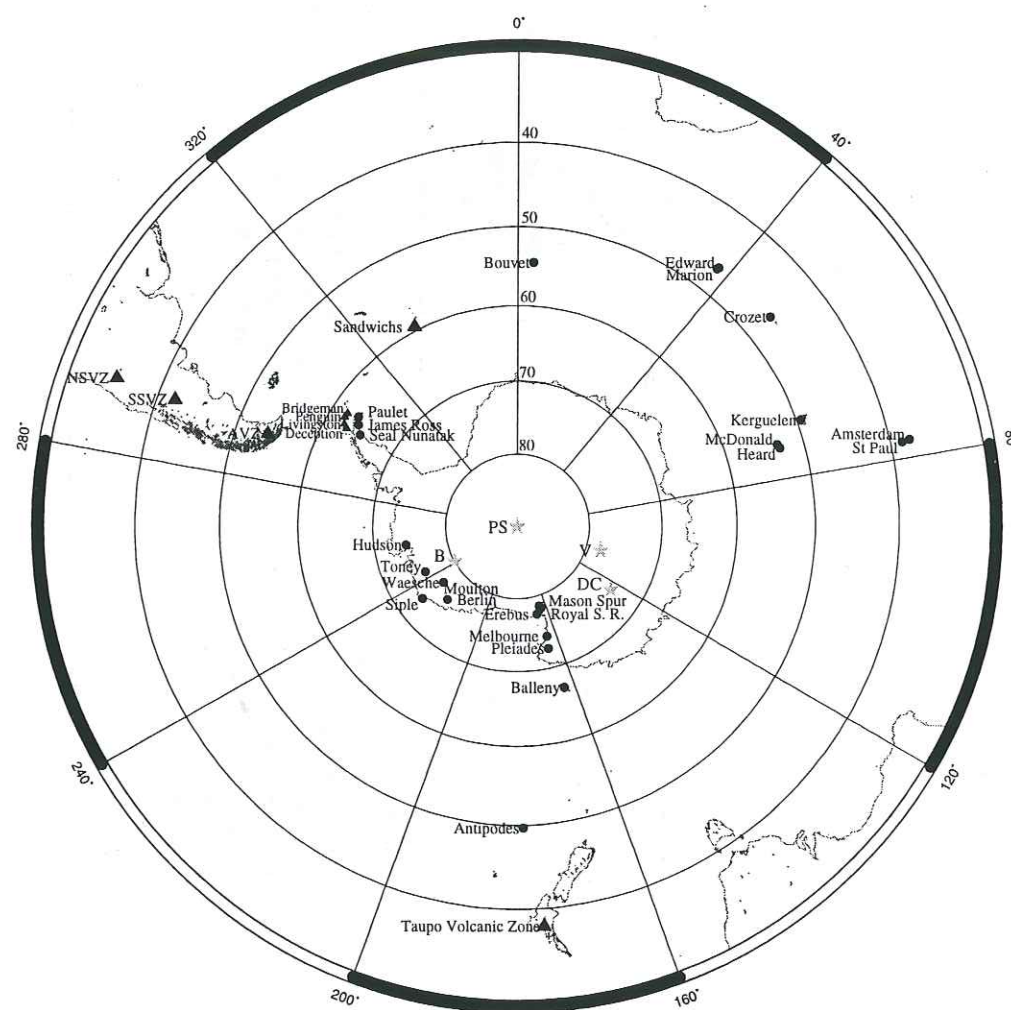 0°
320°
40°
40
50
Bouvet
Edward
Marion
60
Crozet
Sandwichs
NSVZ
70
SSVZ
Bridgeman
Paulet
Penguin
James Ross
Livingston
Kerguelen
AVZ
Deception
Seal Nunatak
280°
McDonald
Amsterdam
Heard
St Paul
80
PS
Hudson
B
V
Toney
Waesche
DC
Moulton
Siple
Berlin
Mason Spur
Erebus
Royal S. R.
Melbourne
Pleiades
Balleny
240°
120°
Antipodes
Taupo Volcanic Zone
200°
160°